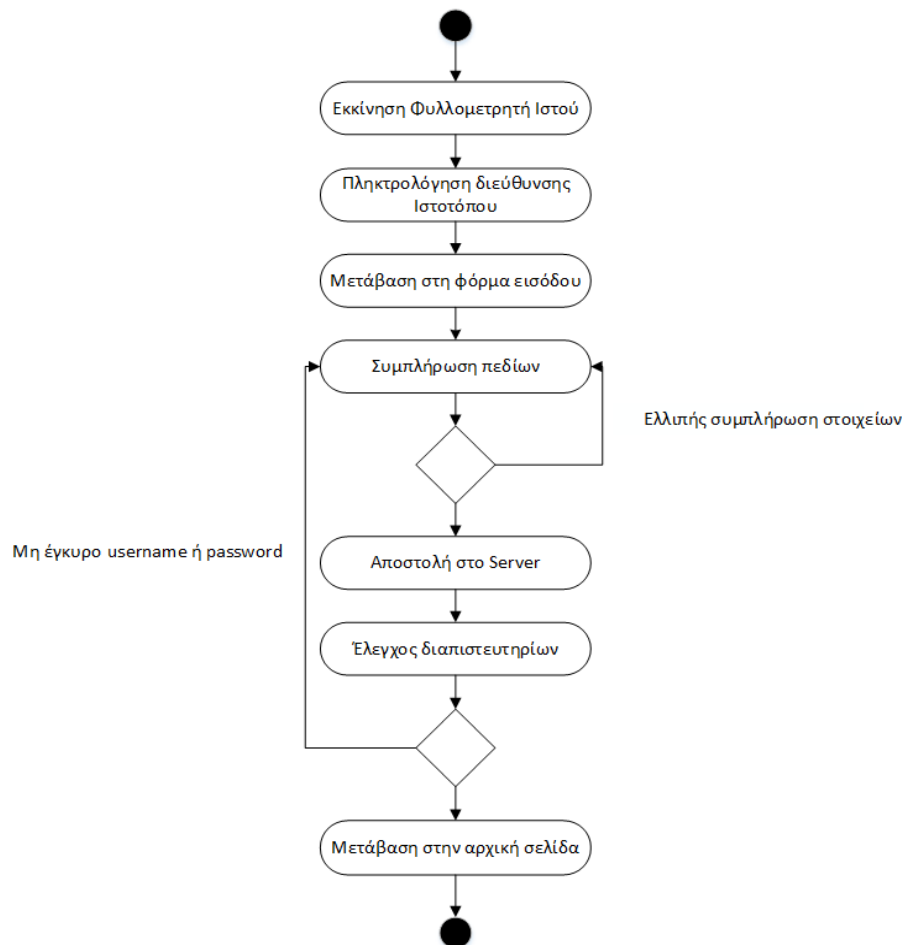 Εκκίνηση Φυλλομετρητή Ιστού
Πληκτρολόγηση διεύθυνσης
Ιστοτόπου
Μετάβαση στη φόρμα εισόδου
Συμπλήρωση πεδίων
Ελλιπής συμπλήρωση στοιχείων
Μη έγκυρο username ή password
Αποστολή στο Server
Έλεγχος διαπιστευτηρίων
Μετάβαση στην αρχική σελίδα